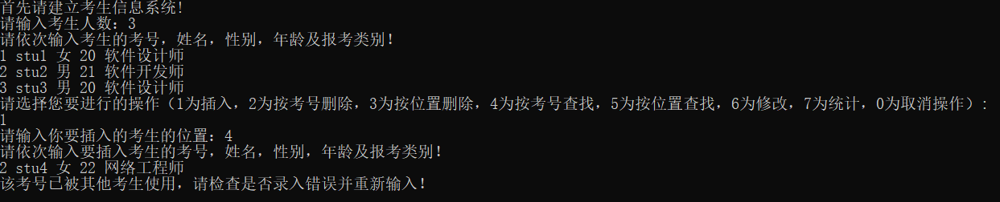 首先请建立考生信息系统!
请输入考生人数：3
请依次输入考生的考号，姓名，性别，年龄及报考类别！
1 stu1 女 20 软件设计师
2 stu2 男 21 软件开发师
3 stu3 男 20 软件设计师
请选择您要进行的操作（1为插入，2为按考号删除，3为按位置删除，4为按考号查找，5为按位置查找，6为修改，7为统计，0为取消操作）:
1
请输入你要插入的考生的位置：4
请依次输入要插入考生的考号，姓名，性别，年龄及报考类别！
2 stu4 女 22 网络工程师
该考号已被其他考生使用，请检查是否录入错误并重新输入！